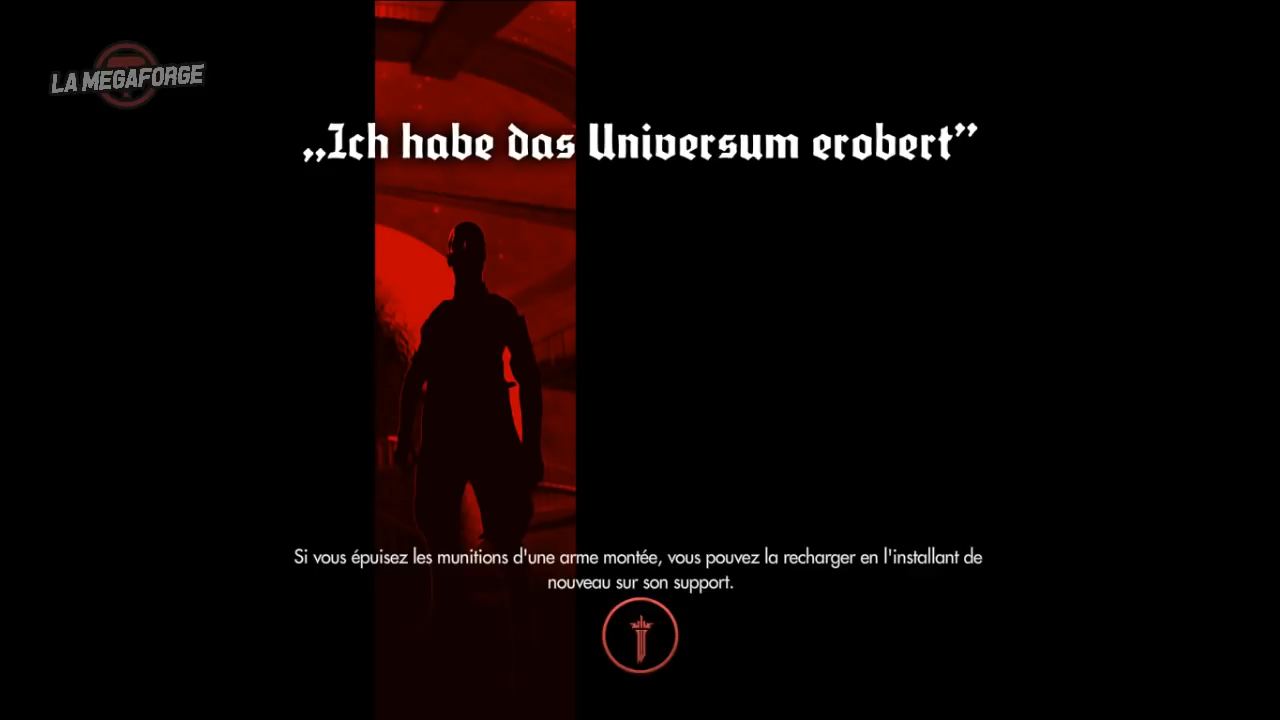 LA MEGAFORGE
„Ich habe das Universum erobert”
Si vous épuisez les munitions d'une arme montée, vous pouvez la recharger en l'installant de
nouveau sur son support.